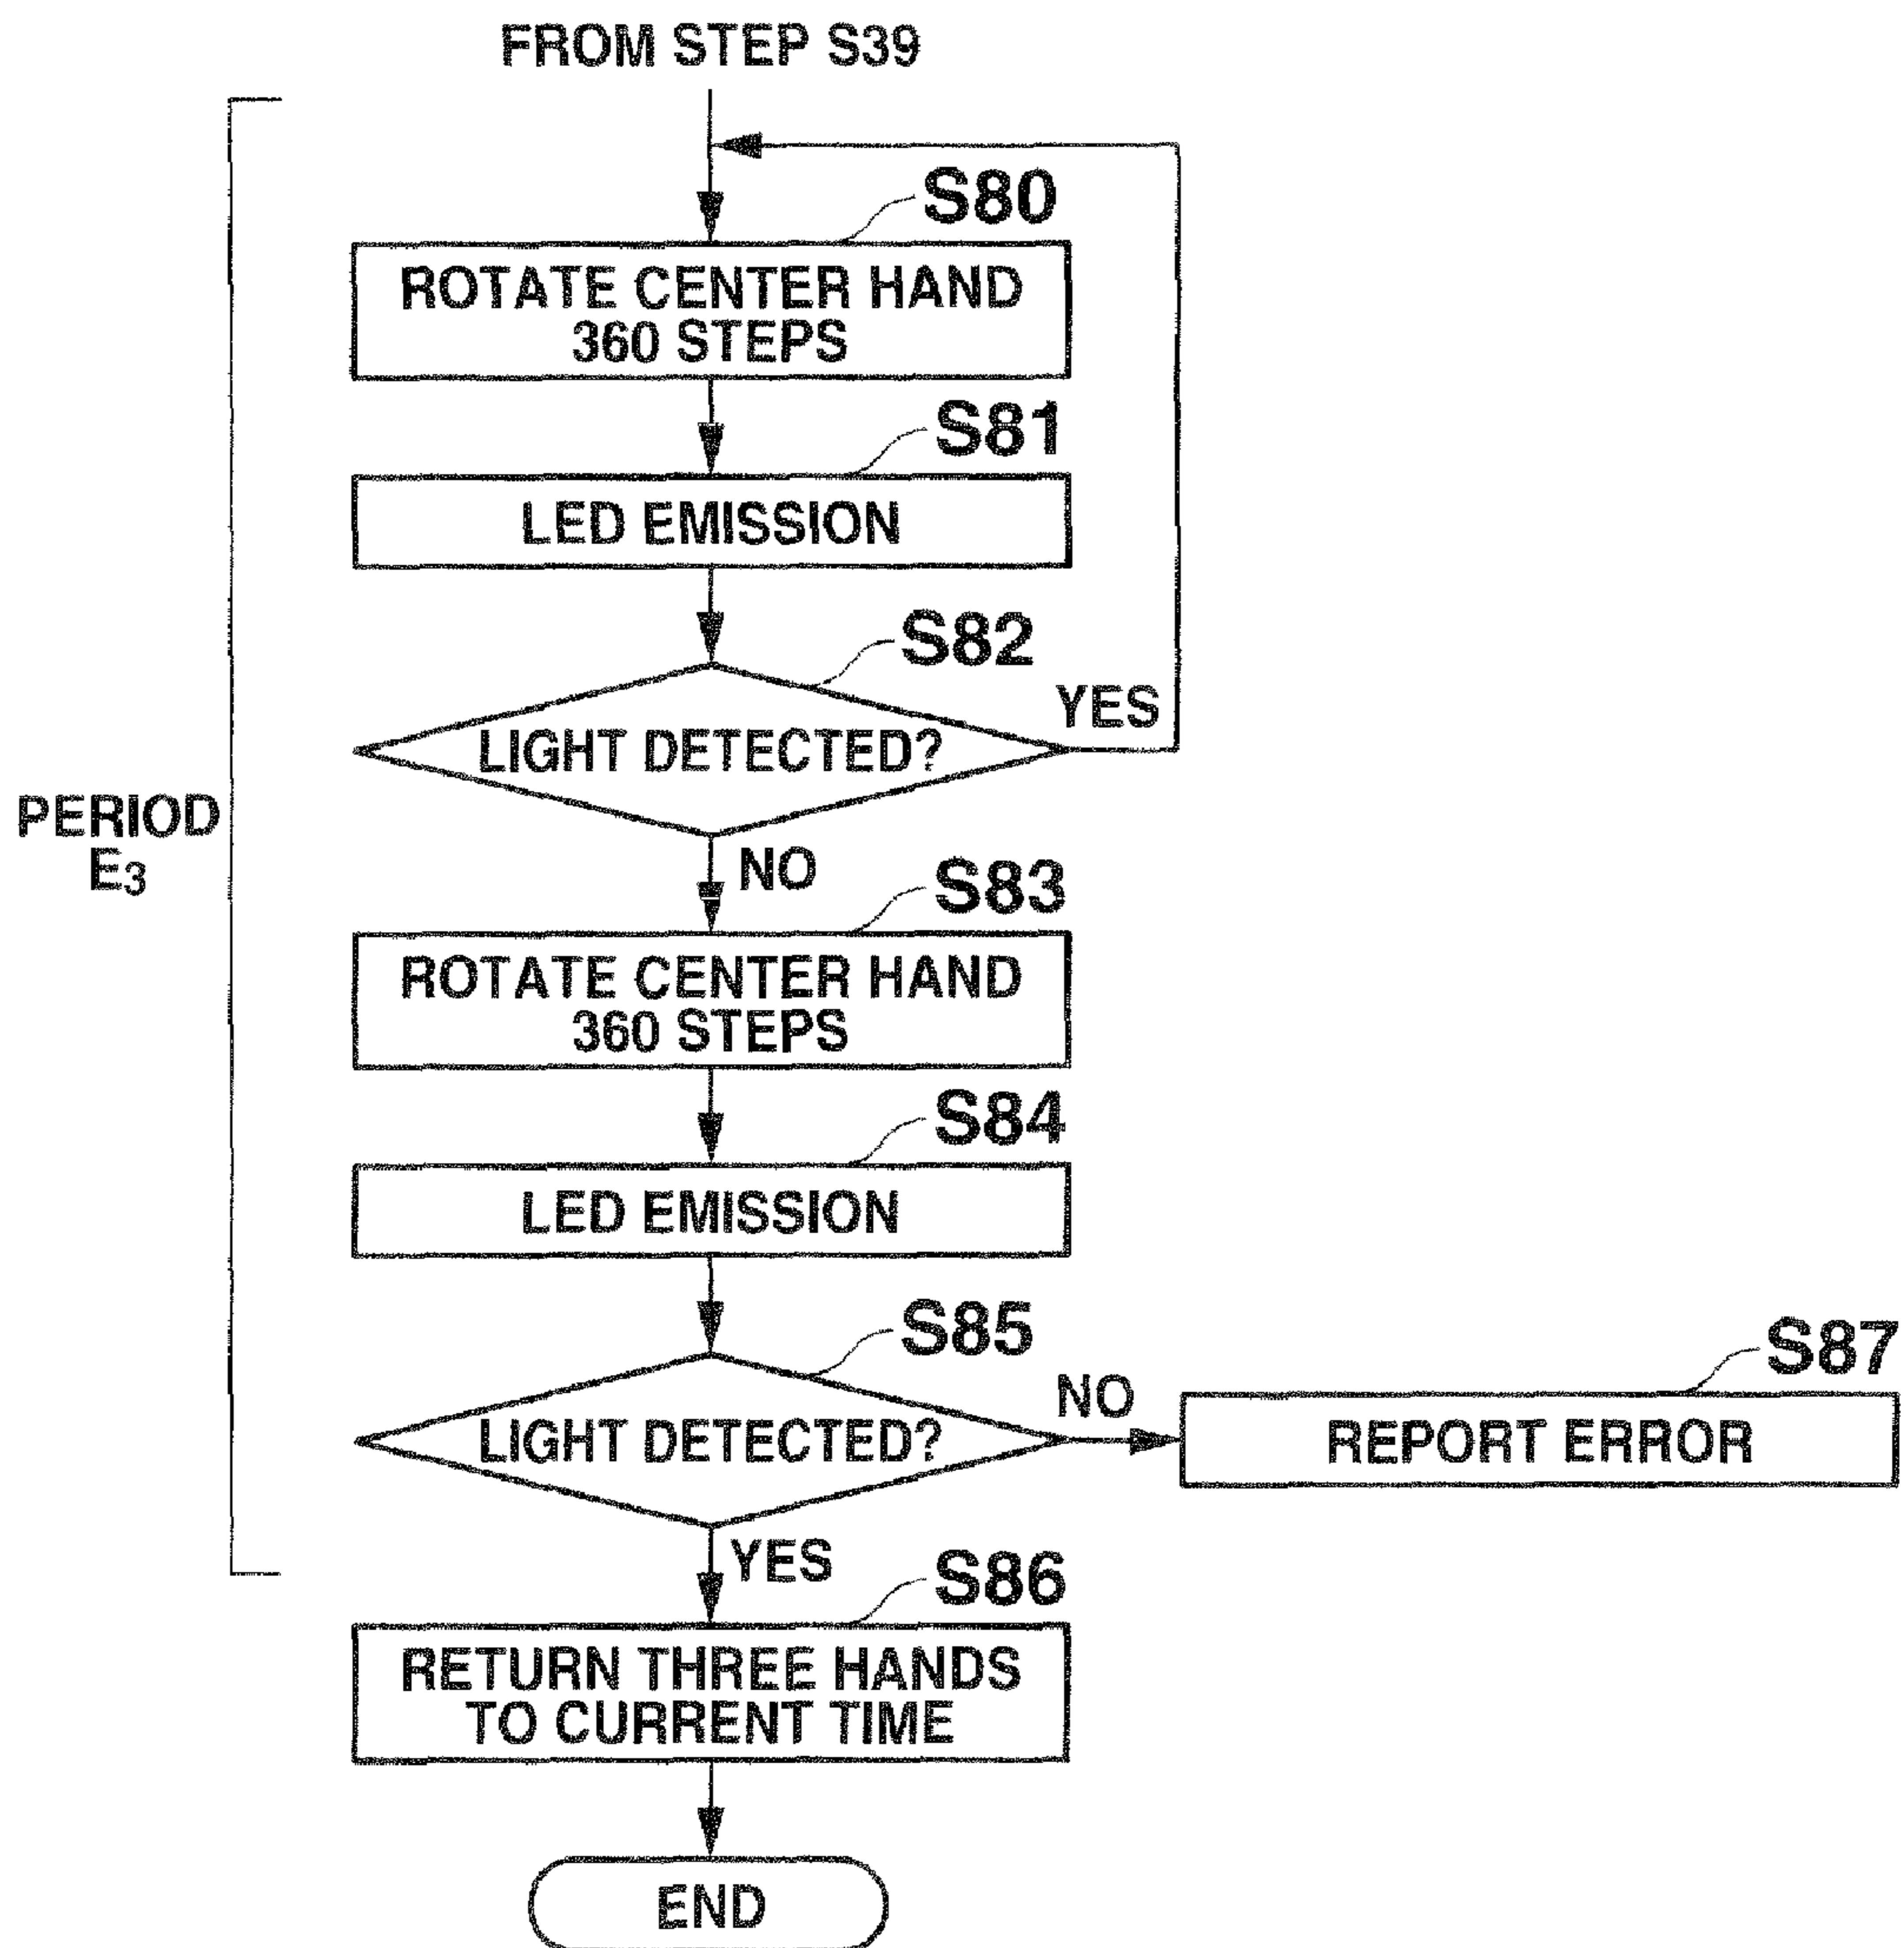 FROM STEP S39
S80
ROTATE CENTER HAND
360 STEPS
S81
LED EMISSION
S82
LIGHT DETECTED?
YES
PERIOD
E3
NO
S83
ROTATE CENTER HAND
360 STEPS
S84
LED EMISSION
S85
LIGHT DETECTED?
NO
S87
REPORT ERROR
YES
S86
RETURN THREE HANDS
TO CURRENT TIME
END